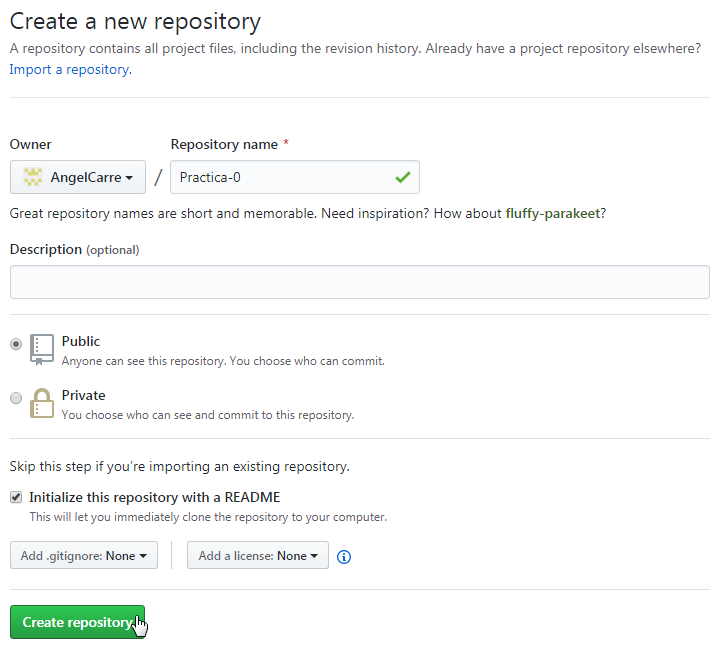 Create a new repository
A repository contains all project files, including the revision history. Already have a project repository elsewhere?
Import a repository.
Owner Repository name *
AngelCarre / Practica-0
Great repository names are short and memorable. Need inspiration? How about fluffy-parakeet?
Description (optional)
Public
Anyone can see this repository. You choose who can commit.
Private
You choose who can see and commit to this repository.
Skip this step if you’re importing an existing repository.
Initialize this repository with a README
This will let you immediately clone the repository to your computer.
Add .gitignore: None Add a license: None
Create repository